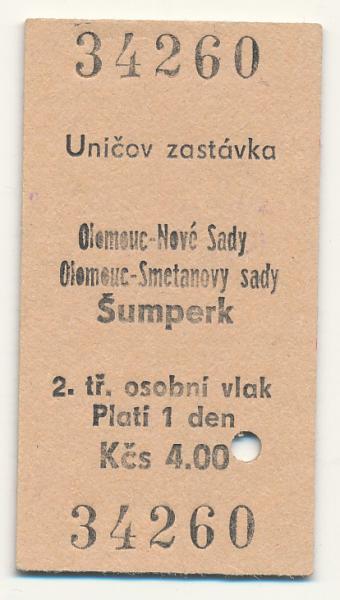 34260
Uničov zastávka
Olomouc-Nové Sady
Olomouc-Smetanovy sady
Šumperk
2. tř. osobní vlak
Platí 1 den
Kčs 4.00
34260